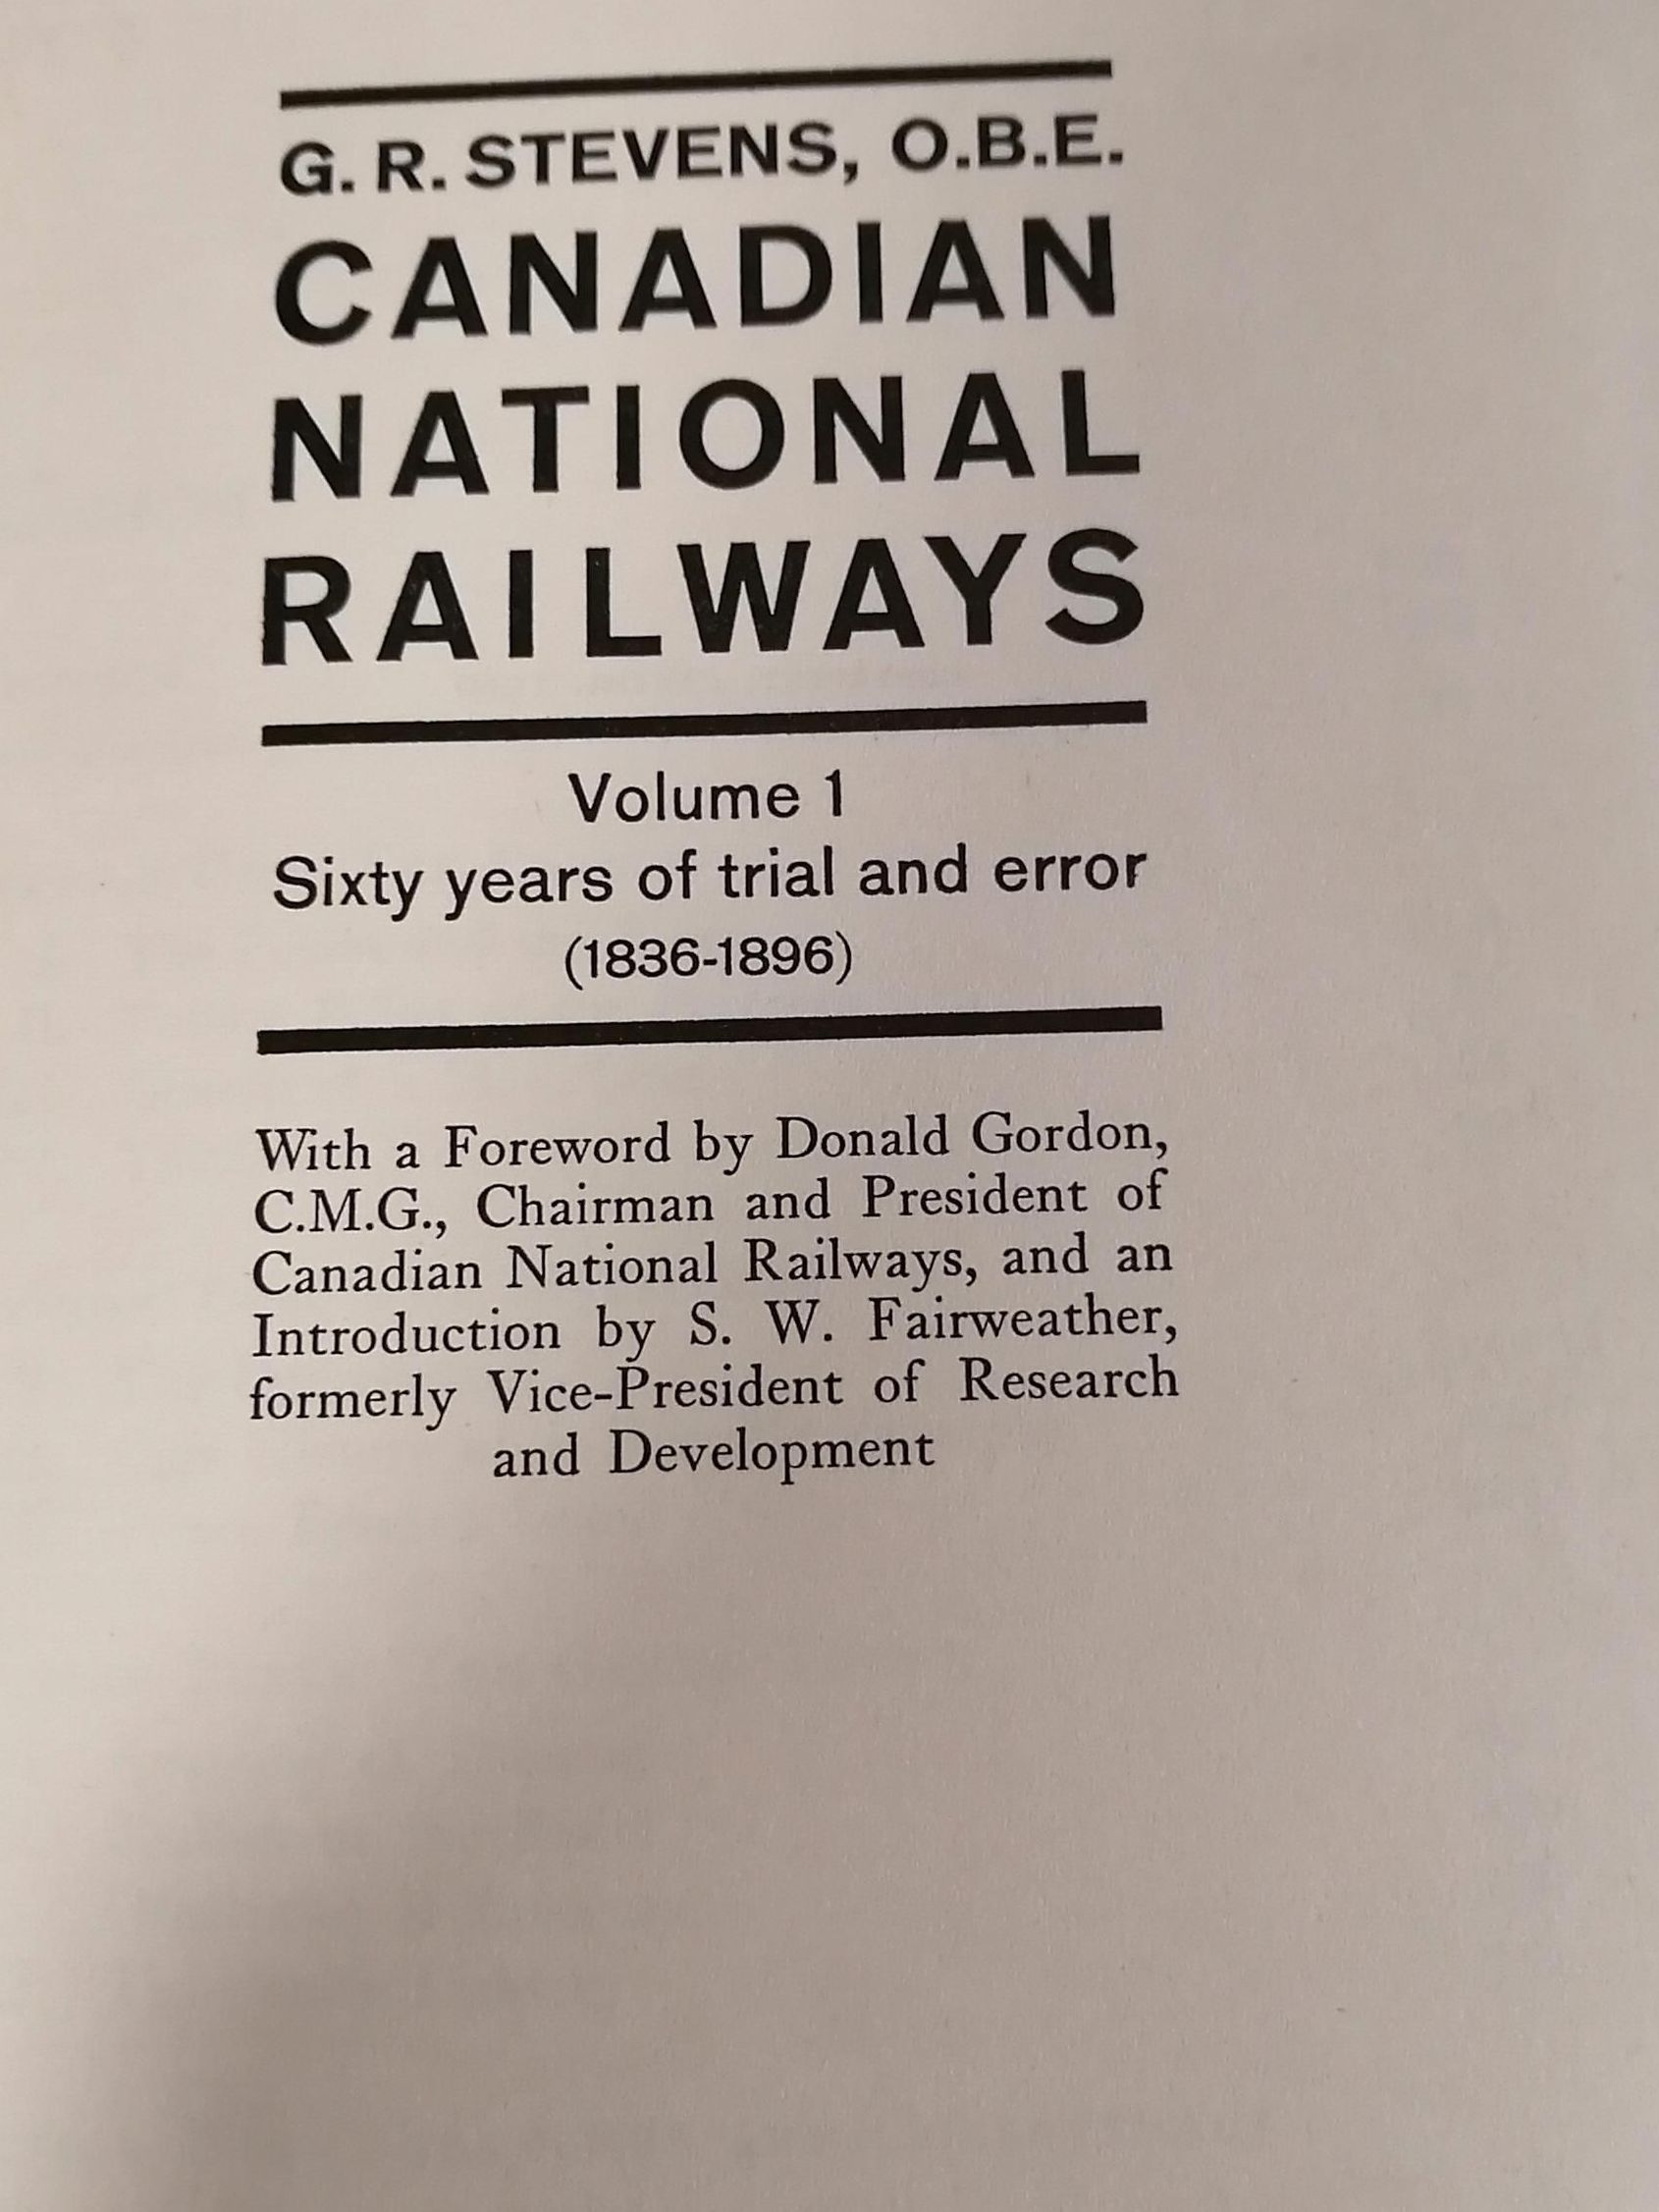 G. R. STEVENS, O.B.E.
CANADIAN
NATIONAL
RAILWAYS
Volume 1
Sixty years of trial and error
(1836-1896)
With a Foreword by Donald Gordon,
C.M.G., Chairman and President of
Canadian National Railways, and an
Introduction by S. W. Fairweather,
formerly Vice-President of Research
and Development